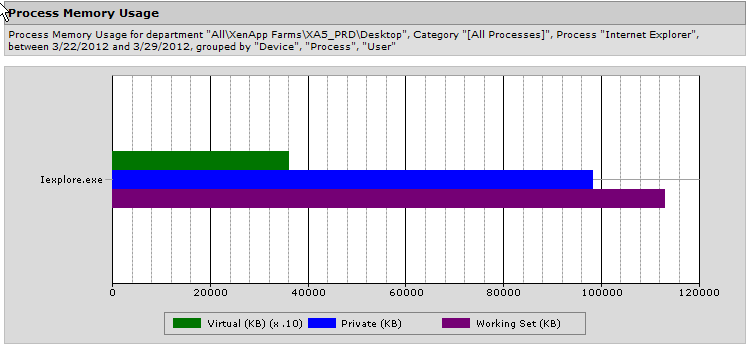 Process Memory Usage
Process Memory Usage for department "All\XenApp Farms\XA5_PRD\Desktop", Category "[All Processes]", Process "Internet Explorer",
between 3/22/2012 and 3/29/2012, grouped by "Device", "Process", "User"
Iexplore.exe
0 20000 40000 60000 80000 100000 120000
Virtual (KB) (x .10) Private (KB) Working Set (KB)